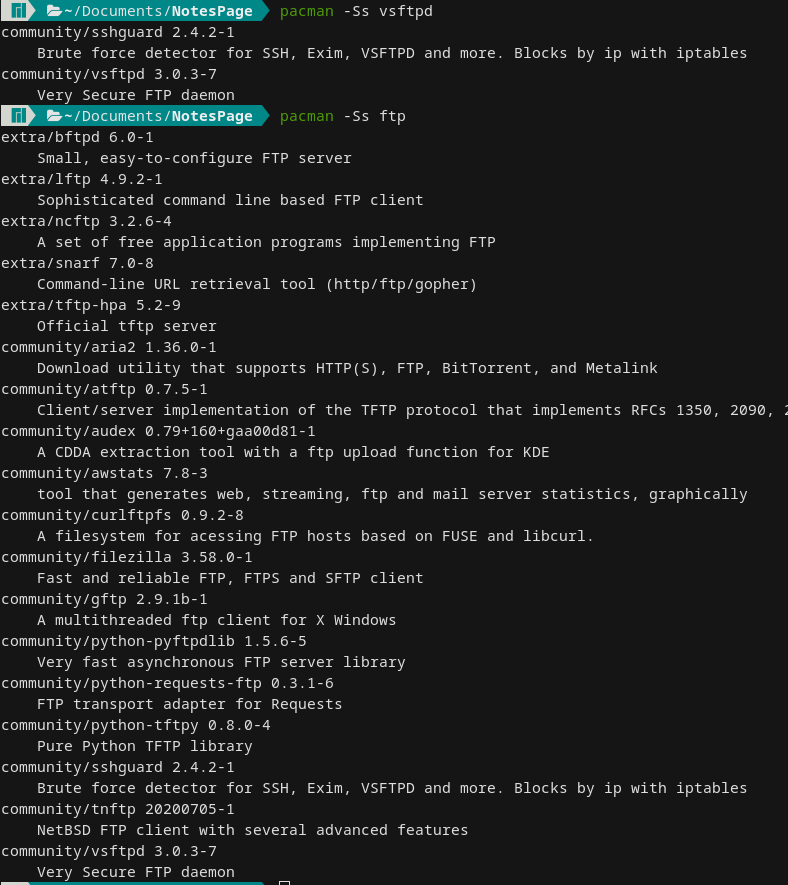 ~/Documents/NotesPage pacman -Ss vsftpd
community/sshguard 2.4.2-1
Brute force detector for SSH, Exim, VSFTPD and more. Blocks by ip with iptables
community/vsftpd 3.0.3-7
Very Secure FTP daemon
~/Documents/NotesPage pacman -Ss ftp
extra/bftpd 6.0-1
Small, easy-to-configure FTP server
extra/lftp 4.9.2-1
Sophisticated command line based FTP client
extra/ncftp 3.2.6-4
A set of free application programs implementing FTP
extra/snarf 7.0-8
Command-line URL retrieval tool (http/ftp/gopher)
extra/tftp-hpa 5.2-9
Official tftp server
community/aria2 1.36.0-1
Download utility that supports HTTP(S), FTP, BitTorrent, and Metalink
community/atftp 0.7.5-1
Client/server implementation of the TFTP protocol that implements RFCs 1350, 2090,
community/audex 0.79+160+gaa00d81-1
A CDDA extraction tool with a ftp upload function for KDE
community/awstats 7.8-3
tool that generates web, streaming, ftp and mail server statistics, graphically
community/curlftpfs 0.9.2-8
A filesystem for acessing FTP hosts based on FUSE and libcurl.
community/filezilla 3.58.0-1
Fast and reliable FTP, FTPS and SFTP client
community/gftp 2.9.1b-1
A multithreaded ftp client for X Windows
community/python-pyftpdlib 1.5.6-5
Very fast asynchronous FTP server library
community/python-requests-ftp 0.3.1-6
FTP transport adapter for Requests
community/python-tftpy 0.8.0-4
Pure Python TFTP library
community/sshguard 2.4.2-1
Brute force detector for SSH, Exim, VSFTPD and more. Blocks by ip with iptables
community/tnftp 20200705-1
NetBSD FTP client with several advanced features
community/vsftpd 3.0.3-7
Very Secure FTP daemon